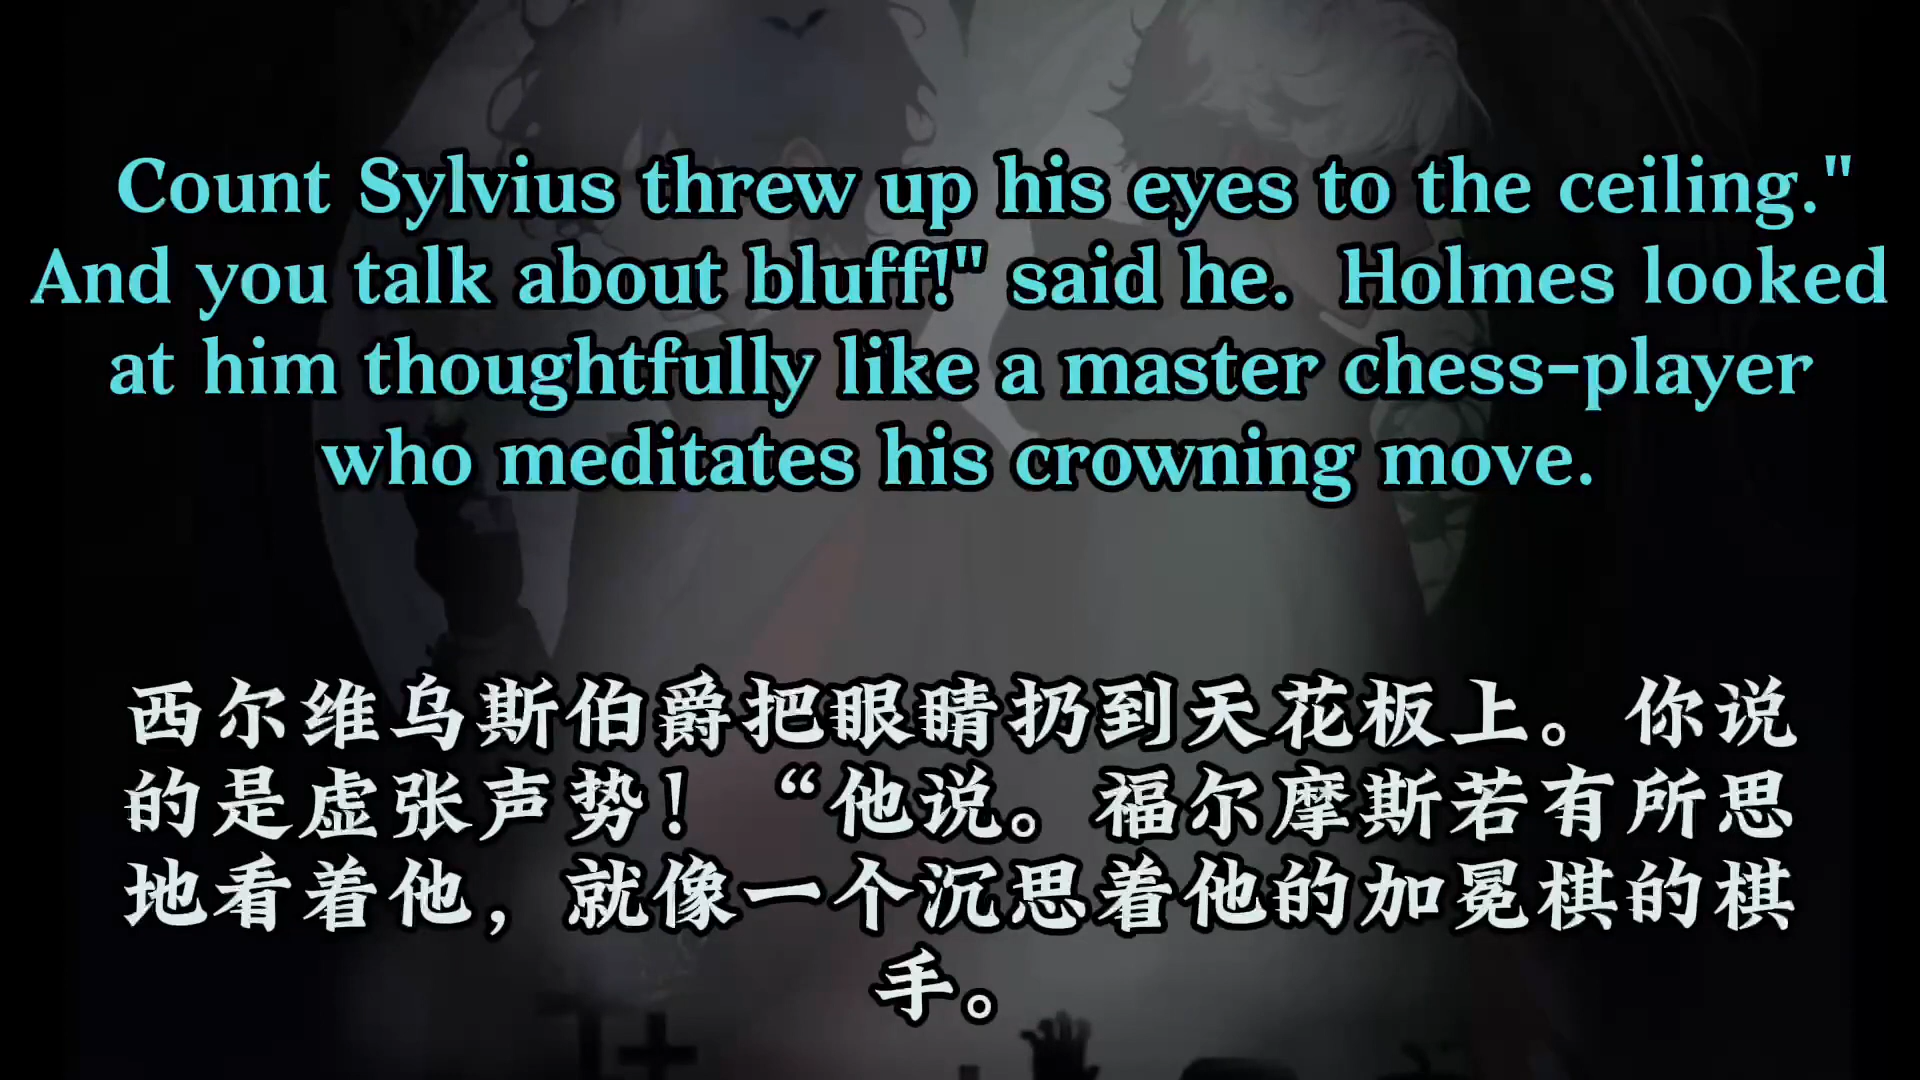 Count Sylvius threw up his eyes to the ceiling."
And you talk about bluff!" said he.  Holmes looked
at him thoughtfully like a master chess-player
who meditates his crowning move.
西尔维乌斯伯爵把眼睛扔到天花板上。你说
的是虚张声势！“他说。福尔摩斯若有所思
地看着他，就像一个沉思着他的加冕棋的棋
手。